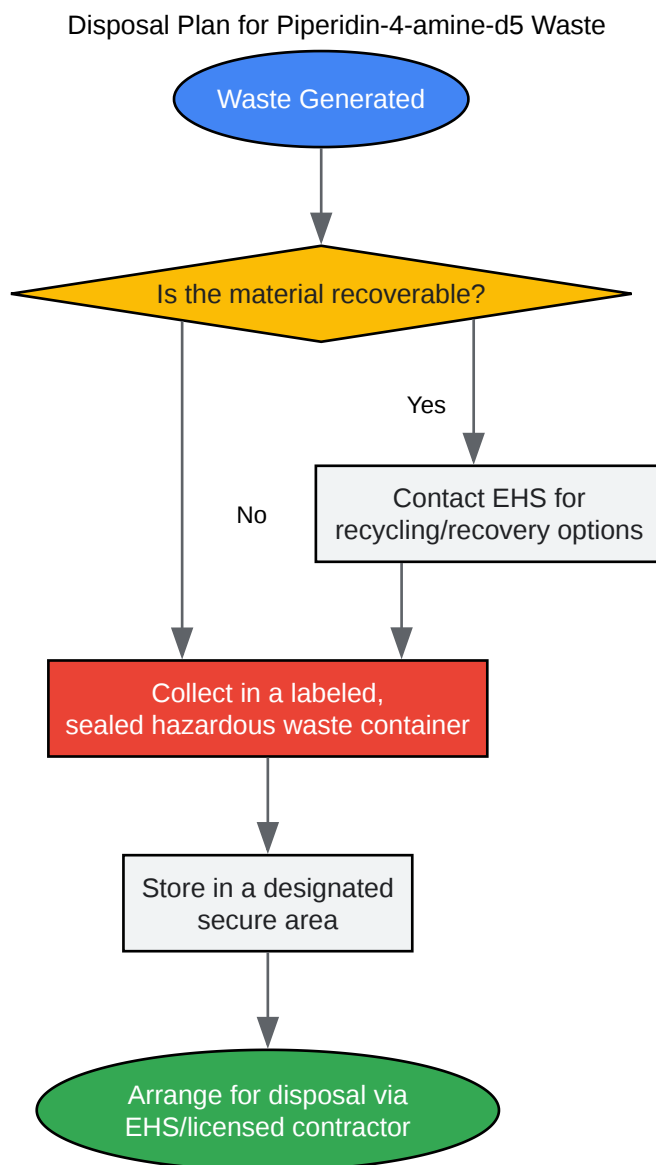 Disposal Plan for Piperidin-4-amine-d5 Waste
Waste Generated
Is the material recoverable?
Yes
Contact EHS for
recycling/recovery options
No
Collect in a labeled,
sealed hazardous waste container
Store in a designated
secure area
Arrange for disposal via
EHS/licensed contractor